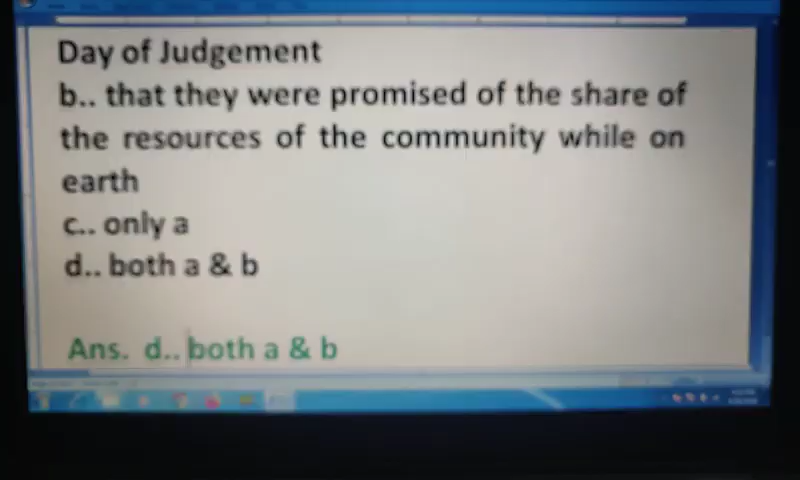 Day of Judgement
b.. that they were promised of the share of
the resources of the community while on
earth
c.. only a
d.. both a & b
Ans. d.. both a & b